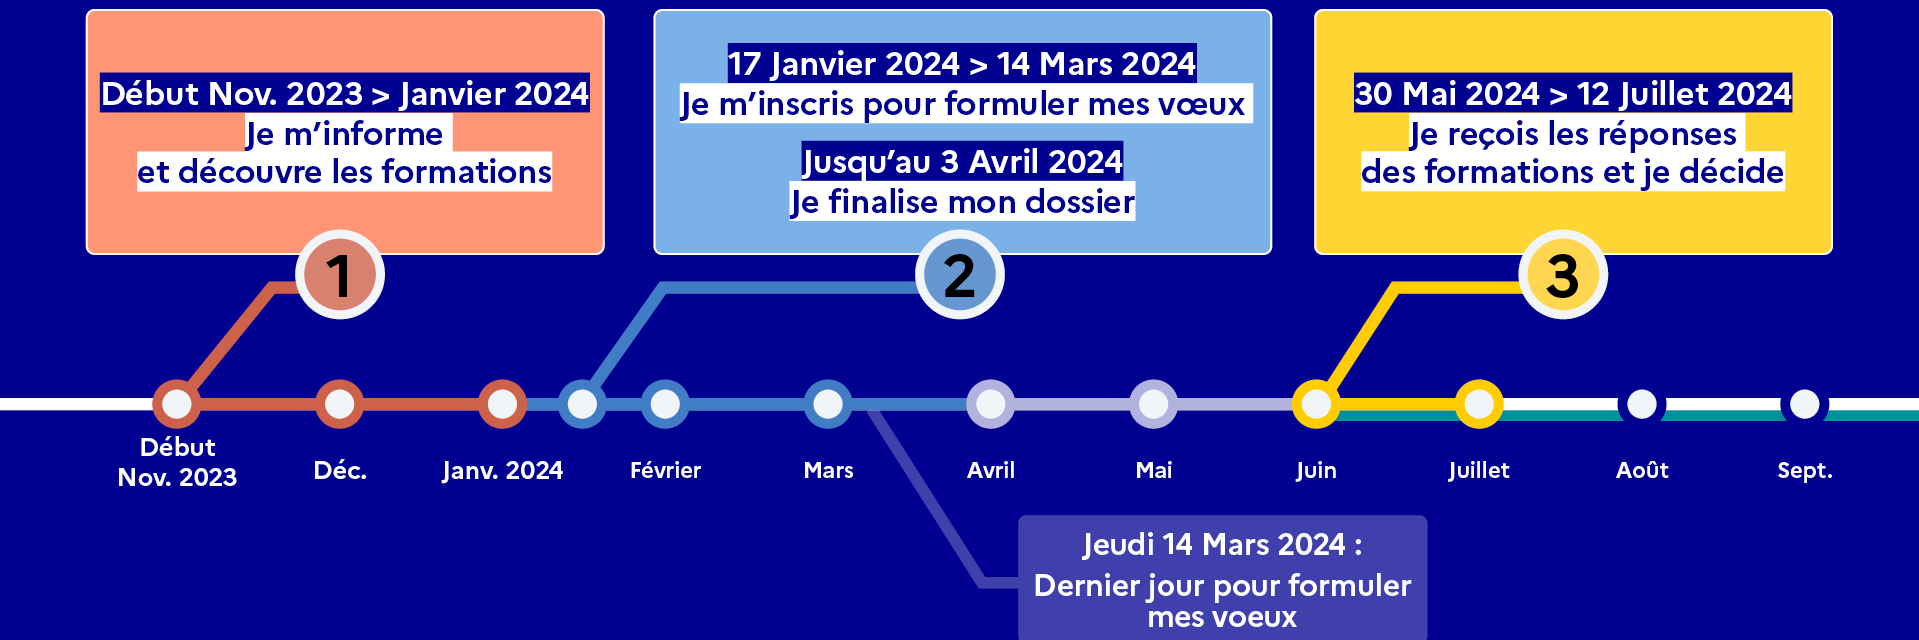 Début Nov. 2023 > Janvier 2024
Je m’informe
et découvre les formations
17 Janvier 2024 > 14 Mars 2024
Je m’inscris pour formuler mes vœux
Jusqu’au 3 Avril 2024
Je finalise mon dossier
30 Mai 2024 > 12 Juillet 2024
Je reçois les réponses
des formations et je décide
1
2
3
Début
Nov. 2023
Déc.
Janv. 2024
Février
Mars
Avril
Mai
Juin
Juillet
Août
Sept.
Jeudi 14 Mars 2024 :
Dernier jour pour formuler
mes voeux